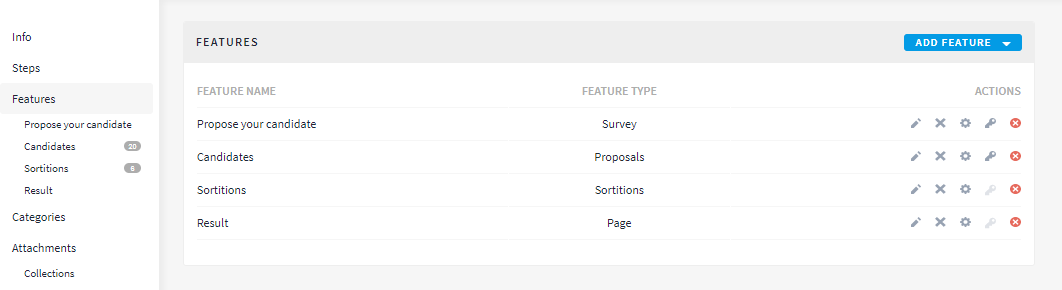 Info
Steps
Features
Propose your candidate
Candidates 20
Sortitions 6
Result
Categories
Attachments
Collections
FEATURES ADD FEATURE
FEATURE NAME FEATURE TYPE ACTIONS
Propose your candidate Survey
Candidates Proposals
Sortitions Sortitions
Result Page